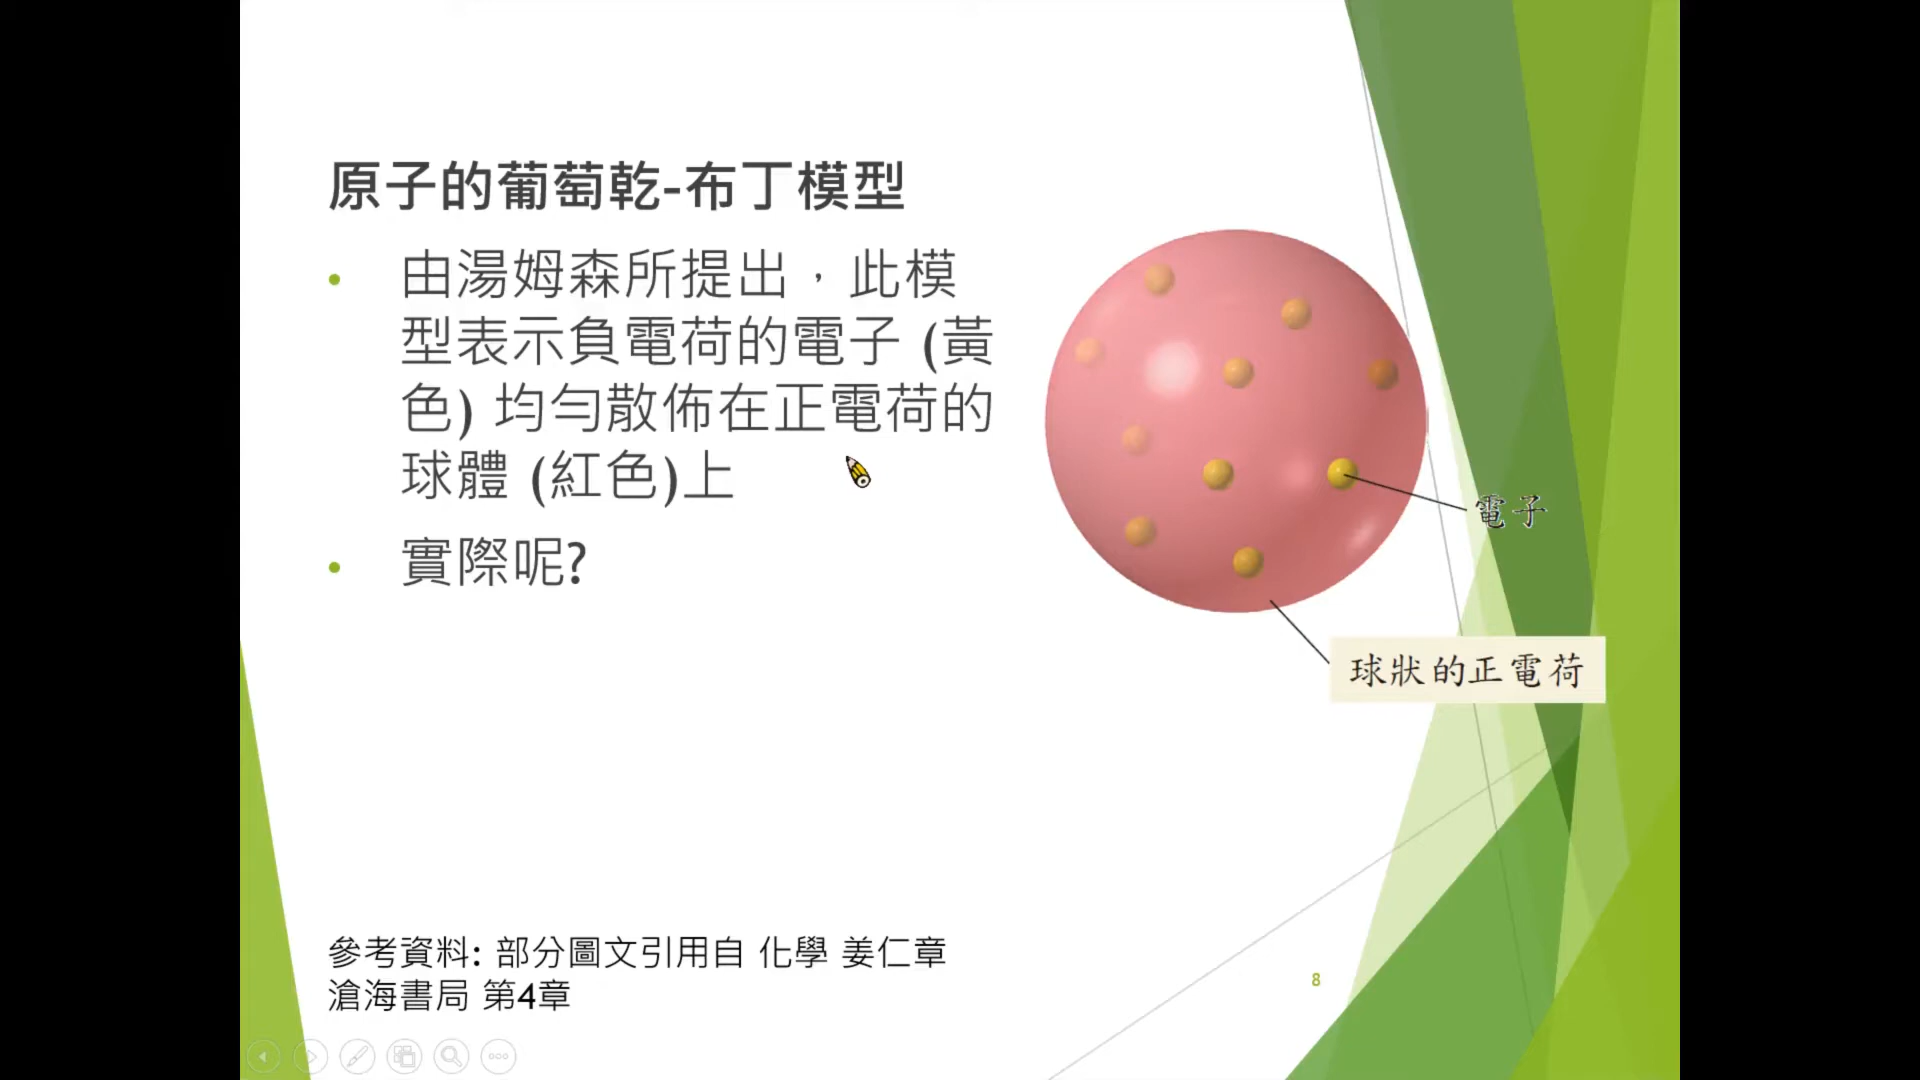 原子的葡萄乾-布丁模型
• 由湯姆森所提出，此模
型表示負電荷的電子 (黃
色) 均勻散佈在正電荷的
球體 (紅色)上
• 實際呢?
電子
球狀的正電荷
參考資料: 部分圖文引用自 化學 姜仁章
滄海書局 第4章
8